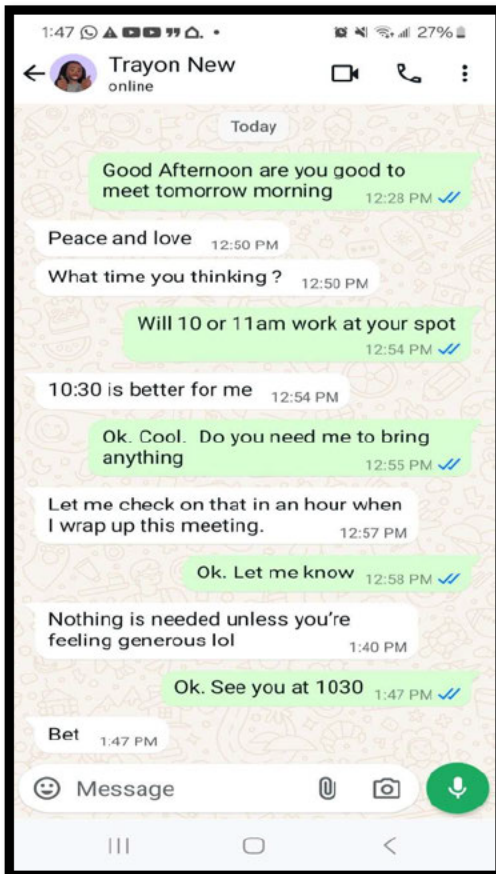 1:47
27%
Trayon New
online
Today
Good Afternoon are you good to
meet tomorrow morning
12:28 PM
Peace and love 12:50 PM
What time you thinking ? 12:50 PM
Will 10 or 11am work at your spot
12:54 PM
10:30 is better for me 12:54 PM
Ok. Cool. Do you need me to bring
anything
12:55 PM
Let me check on that in an hour when
I wrap up this meeting. 12:57 PM
Ok. Let me know 12:58 PM
Nothing is needed unless you're
feeling generous lol 1:40 PM
Ok. See you at 1030 1:47 PM
Bet 1:47 PM
Message